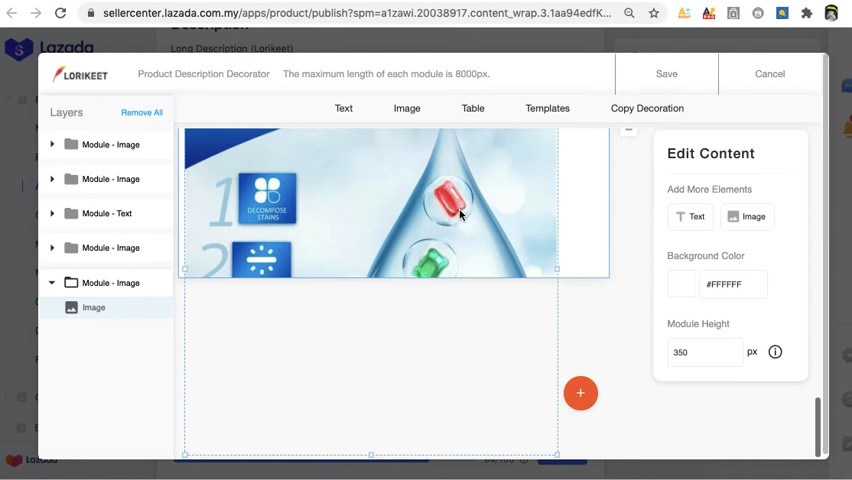 sellercenter.lazada.com.my/apps/product/publish?spm=a1zawi.20038917.content_wrap.3.1aa94edfK...
Lazada
Long Description (Lorikeet)
LORIKEET
Product Description Decorator
The maximum length of each module is 8000px.
Save
Cancel
Layers
Remove All
Text
Image
Table
Templates
Copy Decoration
Module - Image
Module - Image
Module - Text
Module - Image
Module - Image
Image
1
DECOMPOSE
STAINS
2
Edit Content
Add More Elements
Text
Image
Background Color
#FFFFFF
Module Height
350
px
+